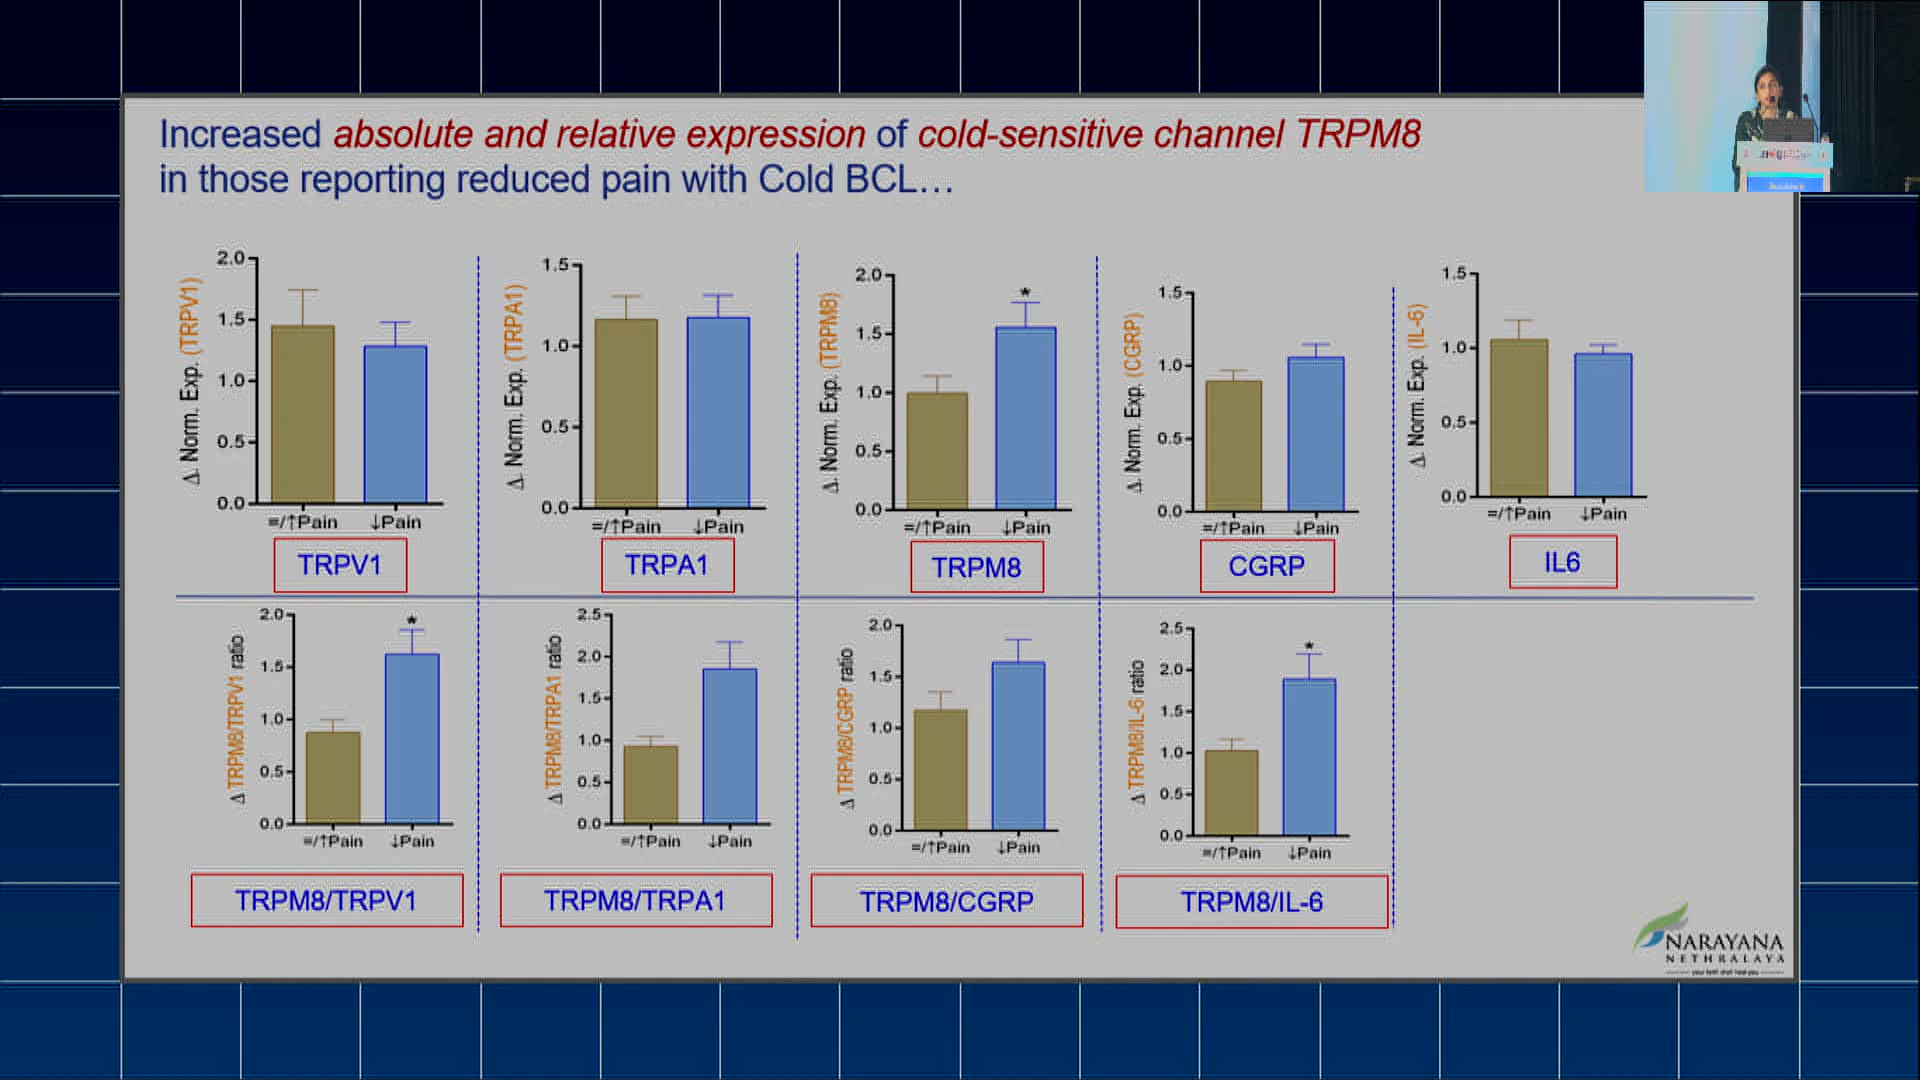 Increased absolute and relative expression of cold-sensitive channel TRPM8
in those reporting reduced pain with Cold BCL...
Δ. Norm. Exp. (TRPV1)
2.0
1.5
1.0
0.5
0.0
=/↑Pain ↓Pain
TRPV1
Δ. Norm. Exp. (TRPA1)
1.5
1.0
0.5
0.0
=/↑Pain ↓Pain
TRPA1
Δ. Norm. Exp. (TRPM8)
2.0
1.5
1.0
0.5
0.0
*
=/↑Pain ↓Pain
TRPM8
Δ. Norm. Exp. (CGRP)
1.5
1.0
0.5
0.0
=/↑Pain ↓Pain
CGRP
Δ. Norm. Exp. (IL-6)
1.5
1.0
0.5
0.0
=/↑Pain ↓Pain
IL6
Δ TRPM8/TRPV1 ratio
2.0
1.5
1.0
0.5
0.0
*
=/↑Pain ↓Pain
TRPM8/TRPV1
Δ TRPM8/TRPA1 ratio
2.5
2.0
1.5
1.0
0.5
0.0
=/↑Pain ↓Pain
TRPM8/TRPA1
Δ TRPM8/CGRP ratio
2.0
1.5
1.0
0.5
0.0
=/↑Pain ↓Pain
TRPM8/CGRP
Δ TRPM8/IL-6 ratio
2.5
2.0
1.5
1.0
0.5
0.0
*
=/↑Pain ↓Pain
TRPM8/IL-6
NARAYANA
NETHRALAYA
your faith shall heal you